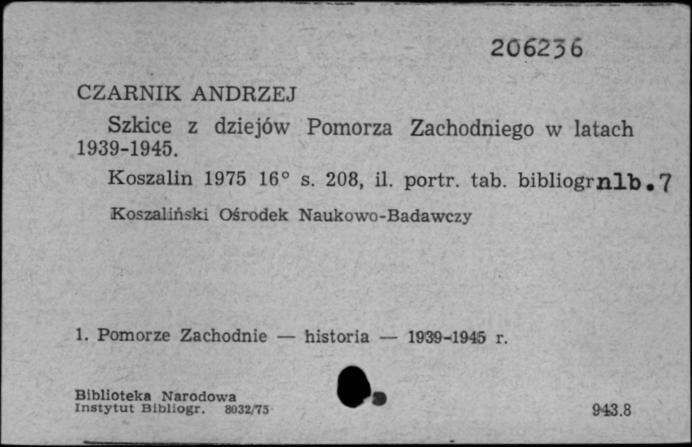 206236
CZARNIK ANDRZEJ
Szkice z dziejów Pomorza Zachodniego w latach
1939-1945.
Koszalin 1975 16° s. 208, il. portr. tab. bibliogr nlb.7
Koszaliński Ośrodek Naukowo-Badawczy
1. Pomorze Zachodnie — historia — 1939-1945 r.
Biblioteka Narodowa
Instytut Bibliogr. 8032/75
943.8